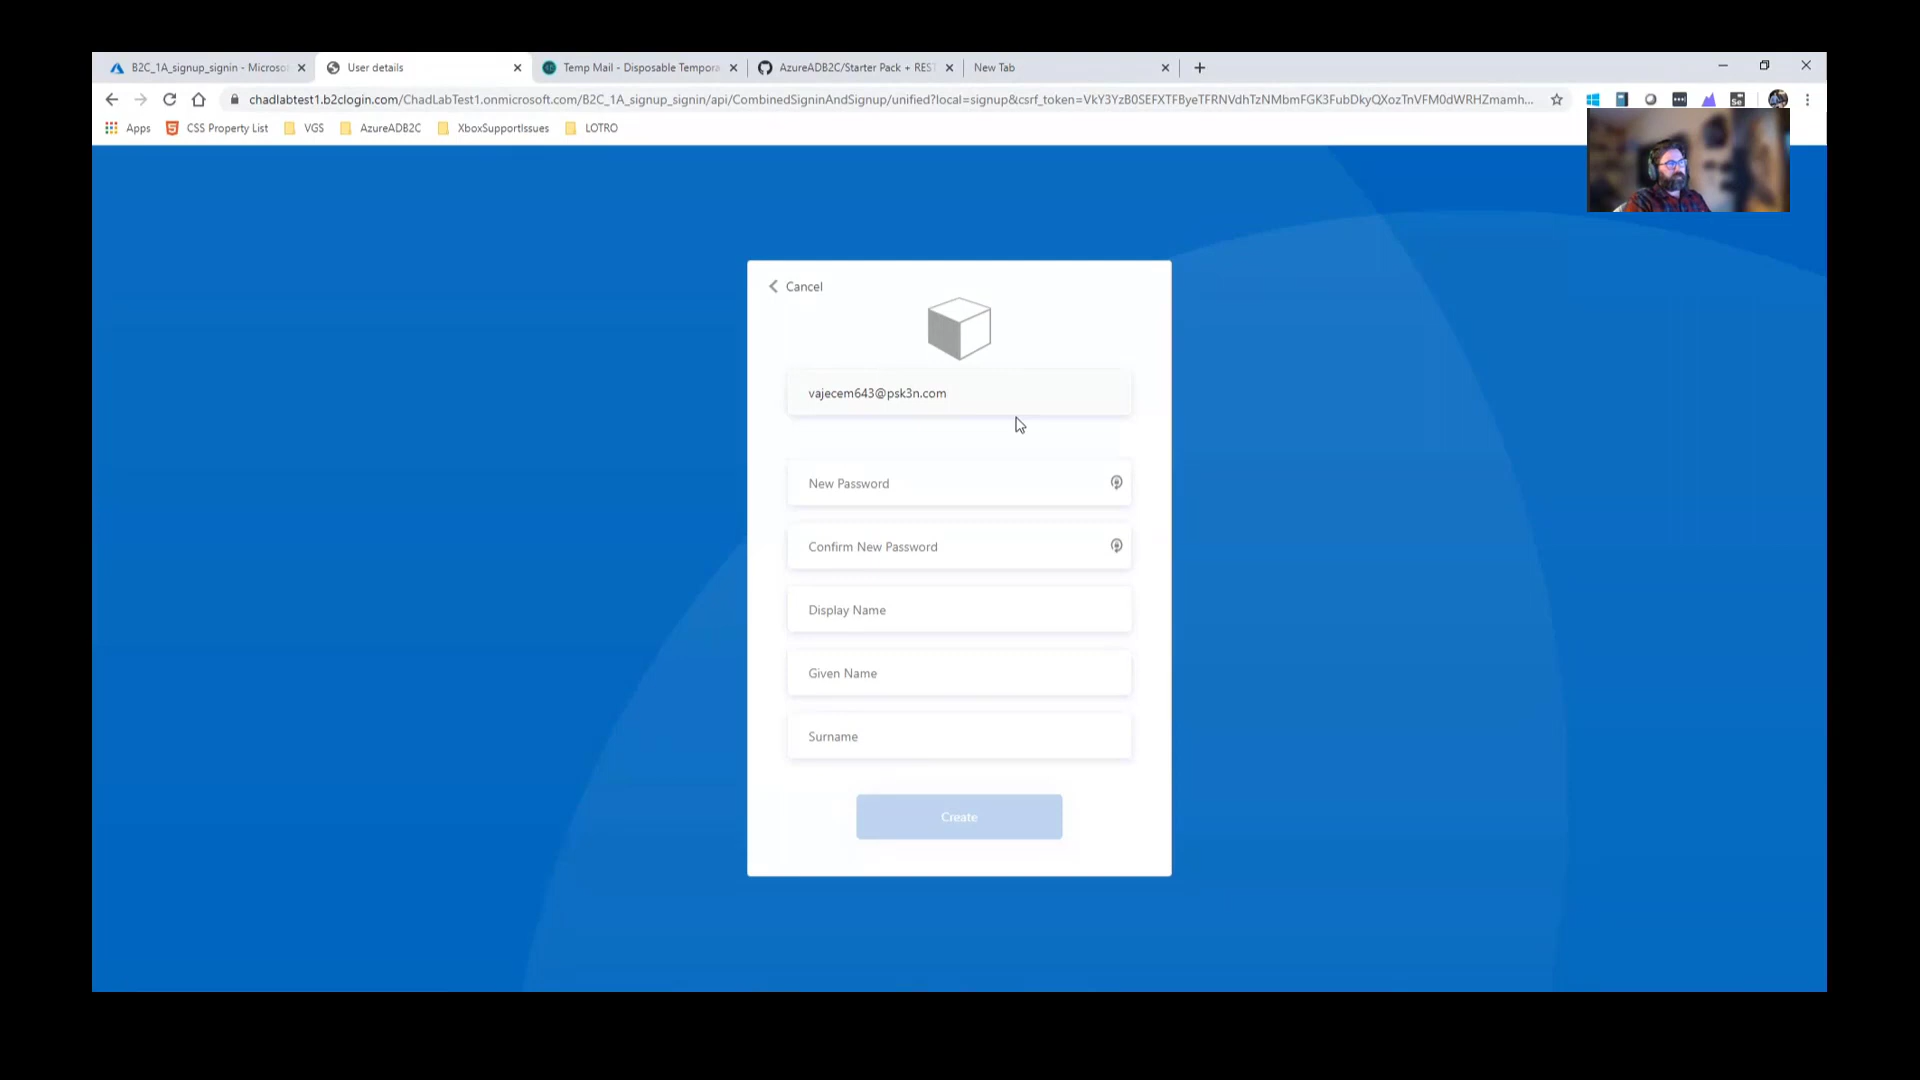 B2C_1A_signup_signin - Microso
User details
Temp Mail - Disposable Tempora
AzureADB2C/Starter Pack + REST
New Tab
chadlabtest1.b2clogin.com/ChadLabTest1.onmicrosoft.com/B2C_1A_signup_signin/api/CombinedSigninAndSignup/unified?local=signup&csrf_token=VkY3YzB0SEFXTFByeTFRNVdhTzNMbmFGK3FubDkyQXozTnVFM0dWRHZmamh...
Apps
CSS Property List
VGS
AzureADB2C
XboxSupportIssues
LOTRO
Cancel
vajecem643@psk3n.com
New Password
Confirm New Password
Display Name
Given Name
Surname
Create